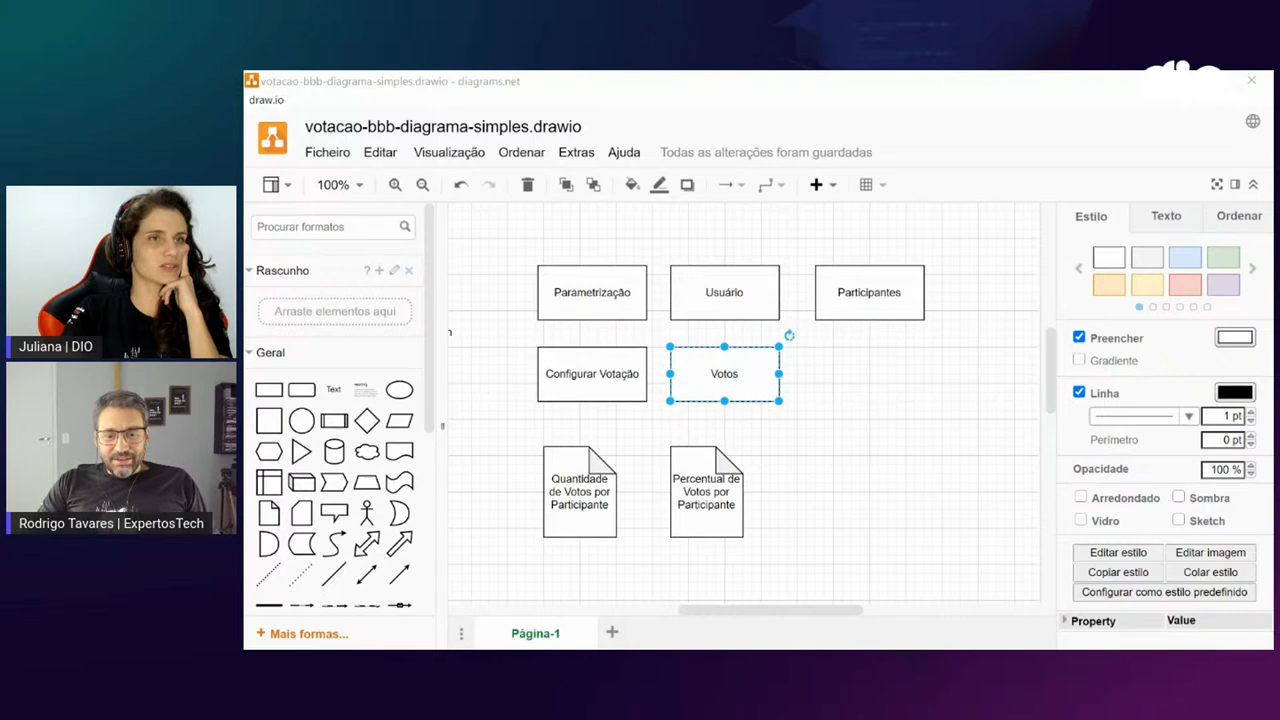 votacao-bbb-diagrama-simples.drawio - diagrams.net
draw.io
votacao-bbb-diagrama-simples.drawio
Ficheiro Editar Visualização Ordenar Extras Ajuda Todas as alterações foram guardadas
100%
Procurar formatos
Rascunho
Arraste elementos aqui
Geral
Text
Mais formas...
Parametrização
Usuário
Participantes
Configurar Votação
Votos
Quantidade
de Votos por
Participante
Percentual de
Votos por
Participante
Página-1
Estilo Texto Ordenar
Preencher
Gradiente
Linha
1 pt
Perímetro 0 pt
Opacidade 100 %
Arredondado Sombra
Vidro Sketch
Editar estilo Editar imagem
Copiar estilo Colar estilo
Configurar como estilo predefinido
Property Value
Juliana | DIO
Rodrigo Tavares | ExpertosTech